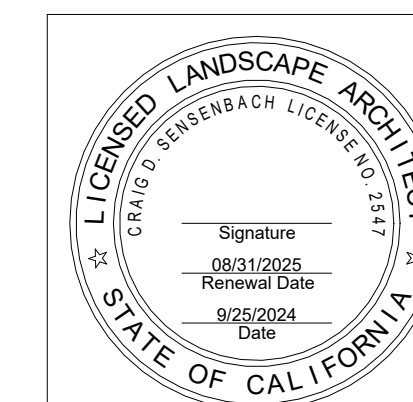 LICENSED LANDSCAPE ARCHITECT
CRAIG D. SENSENBACH LICENSE NO. 2547
Signature
08/31/2025
Renewal Date
9/25/2024
Date
STATE OF CALIFORNIA